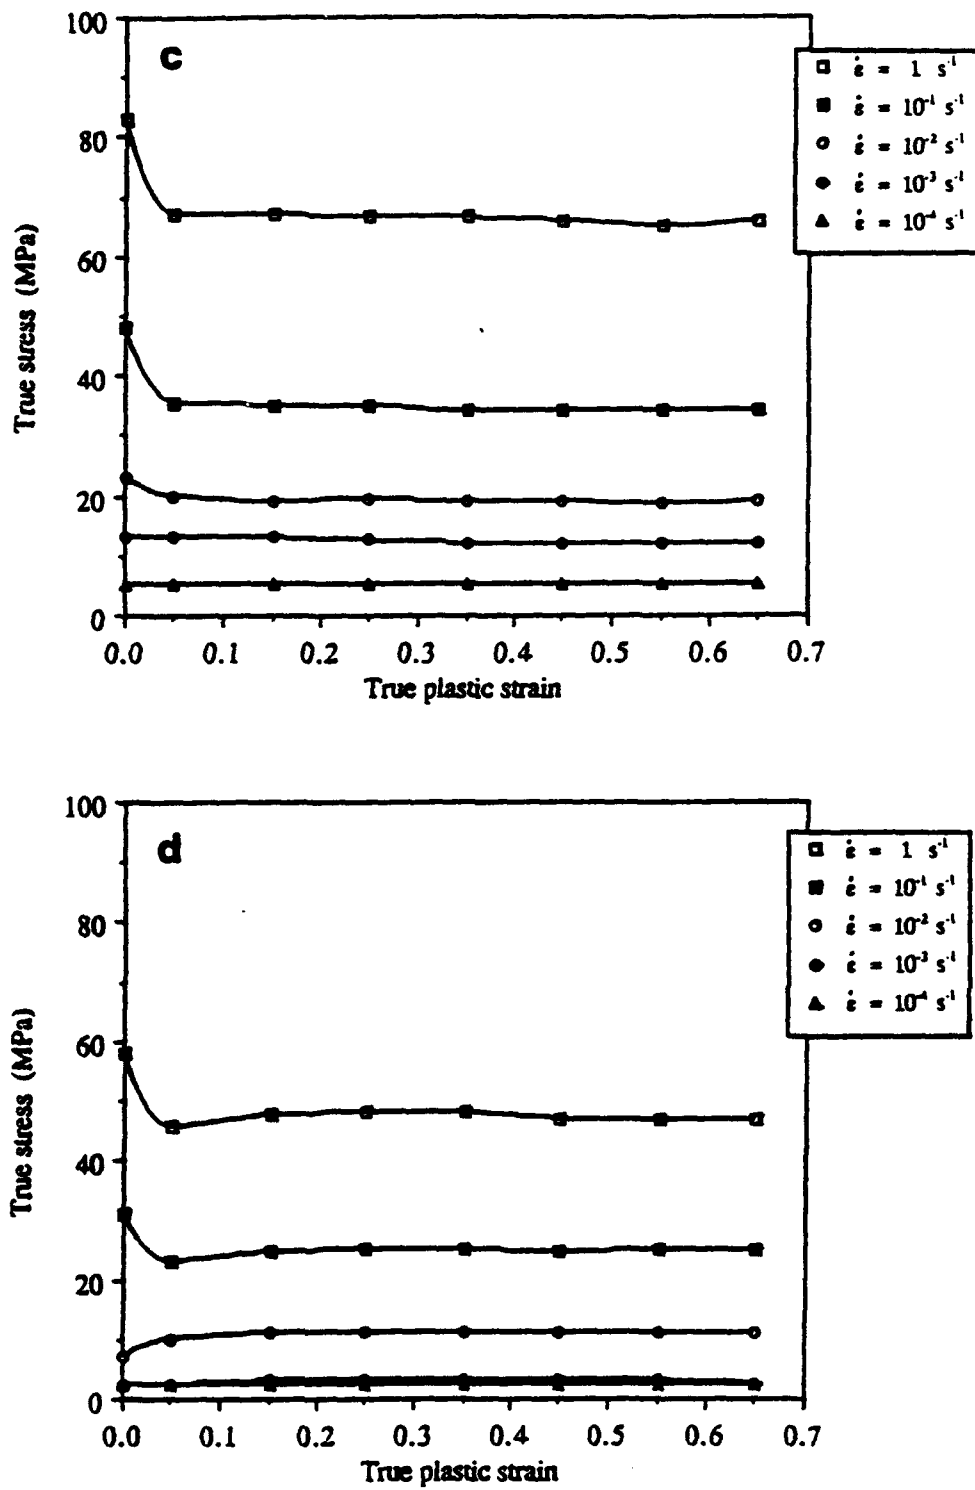 c
100
80
60
40
20
0
True stress (MPa)
0.0 0.1 0.2 0.3 0.4 0.5 0.6 0.7
True plastic strain
ε̇ = 1 s⁻¹
ε̇ = 10⁻¹ s⁻¹
ε̇ = 10⁻² s⁻¹
ε̇ = 10⁻³ s⁻¹
ε̇ = 10⁻⁴ s⁻¹
d
100
80
60
40
20
0
True stress (MPa)
0.0 0.1 0.2 0.3 0.4 0.5 0.6 0.7
True plastic strain
ε̇ = 1 s⁻¹
ε̇ = 10⁻¹ s⁻¹
ε̇ = 10⁻² s⁻¹
ε̇ = 10⁻³ s⁻¹
ε̇ = 10⁻⁴ s⁻¹